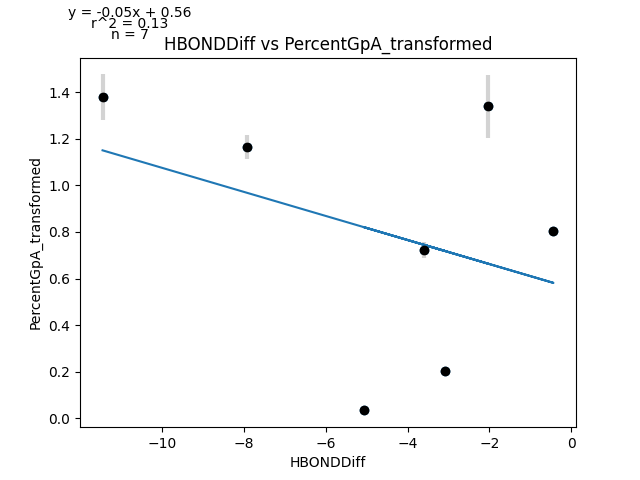 y = -0.05x + 0.56
r^2 = 0.13
n = 7
HBONDDiff vs PercentGpA_transformed
PercentGpA_transformed
1.4
1.2
1.0
0.8
0.6
0.4
0.2
0.0
−10
−8
−6
−4
−2
0
HBONDDiff